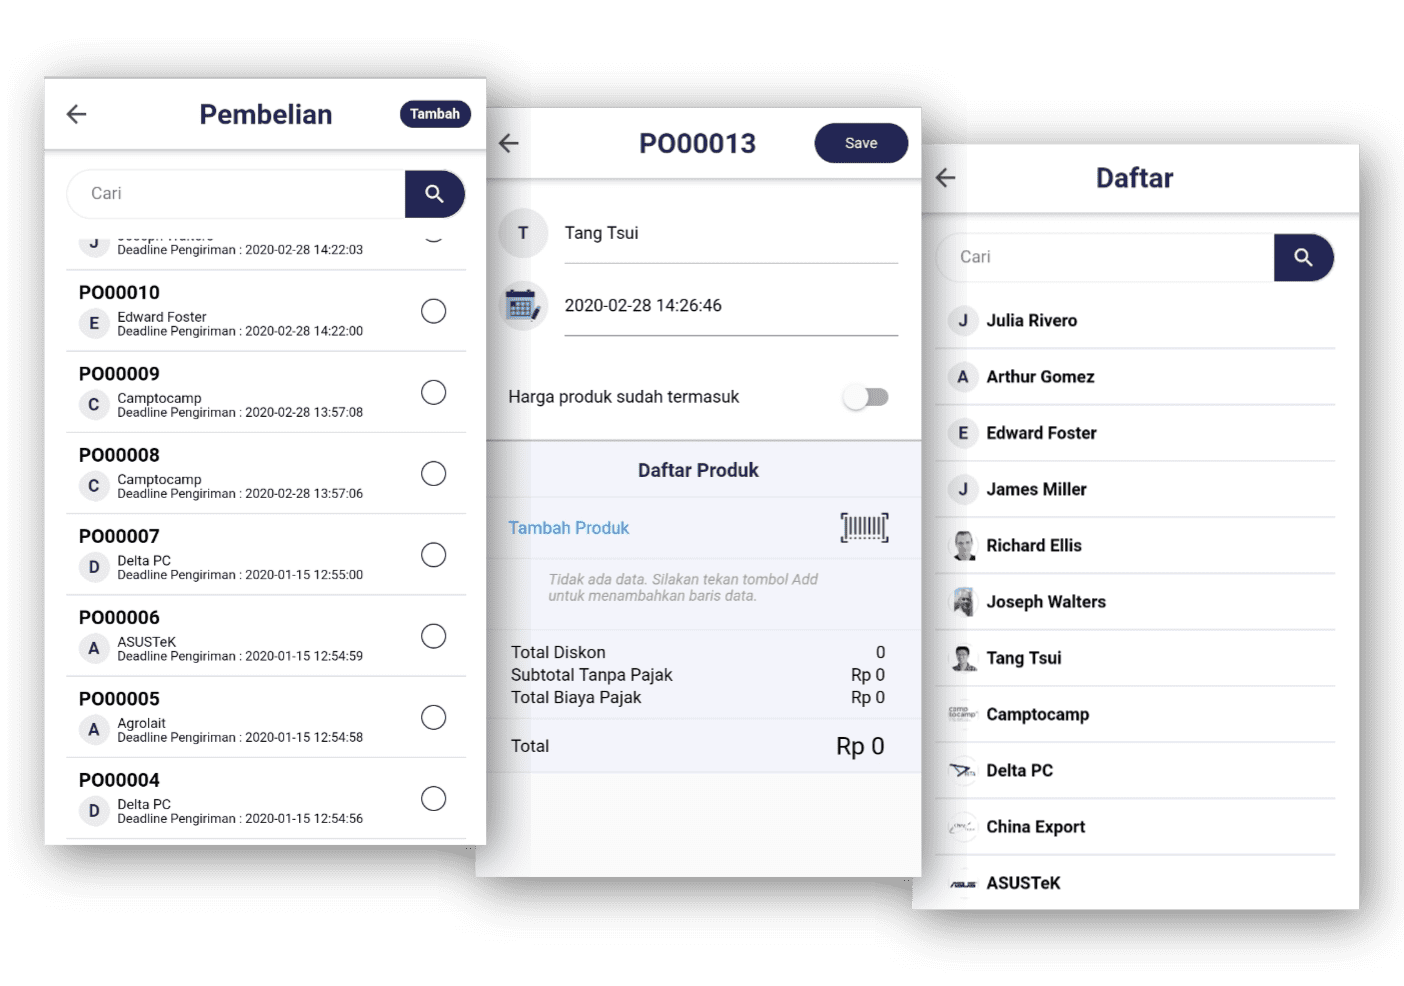 Pembelian
Tambah
Cari
J
Deadline Pengiriman : 2020-02-28 14:22:03
PO00010
E
Edward Foster
Deadline Pengiriman : 2020-02-28 14:22:00
PO00009
C
Camptocamp
Deadline Pengiriman : 2020-02-28 13:57:08
PO00008
C
Camptocamp
Deadline Pengiriman : 2020-02-28 13:57:06
PO00007
D
Delta PC
Deadline Pengiriman : 2020-01-15 12:55:00
PO00006
A
ASUSTeK
Deadline Pengiriman : 2020-01-15 12:54:59
PO00005
A
Agrolait
Deadline Pengiriman : 2020-01-15 12:54:58
PO00004
D
Delta PC
Deadline Pengiriman : 2020-01-15 12:54:56
PO00013
Save
T
Tang Tsui
2020-02-28 14:26:46
Harga produk sudah termasuk
Daftar Produk
Tambah Produk
Tidak ada data. Silakan tekan tombol Add
untuk menambahkan baris data.
Total Diskon 0
Subtotal Tanpa Pajak Rp 0
Total Biaya Pajak Rp 0
Total Rp 0
Daftar
Cari
J Julia Rivero
A Arthur Gomez
E Edward Foster
J James Miller
Richard Ellis
Joseph Walters
Tang Tsui
Camptocamp
Delta PC
China Export
ASUS ASUSTeK